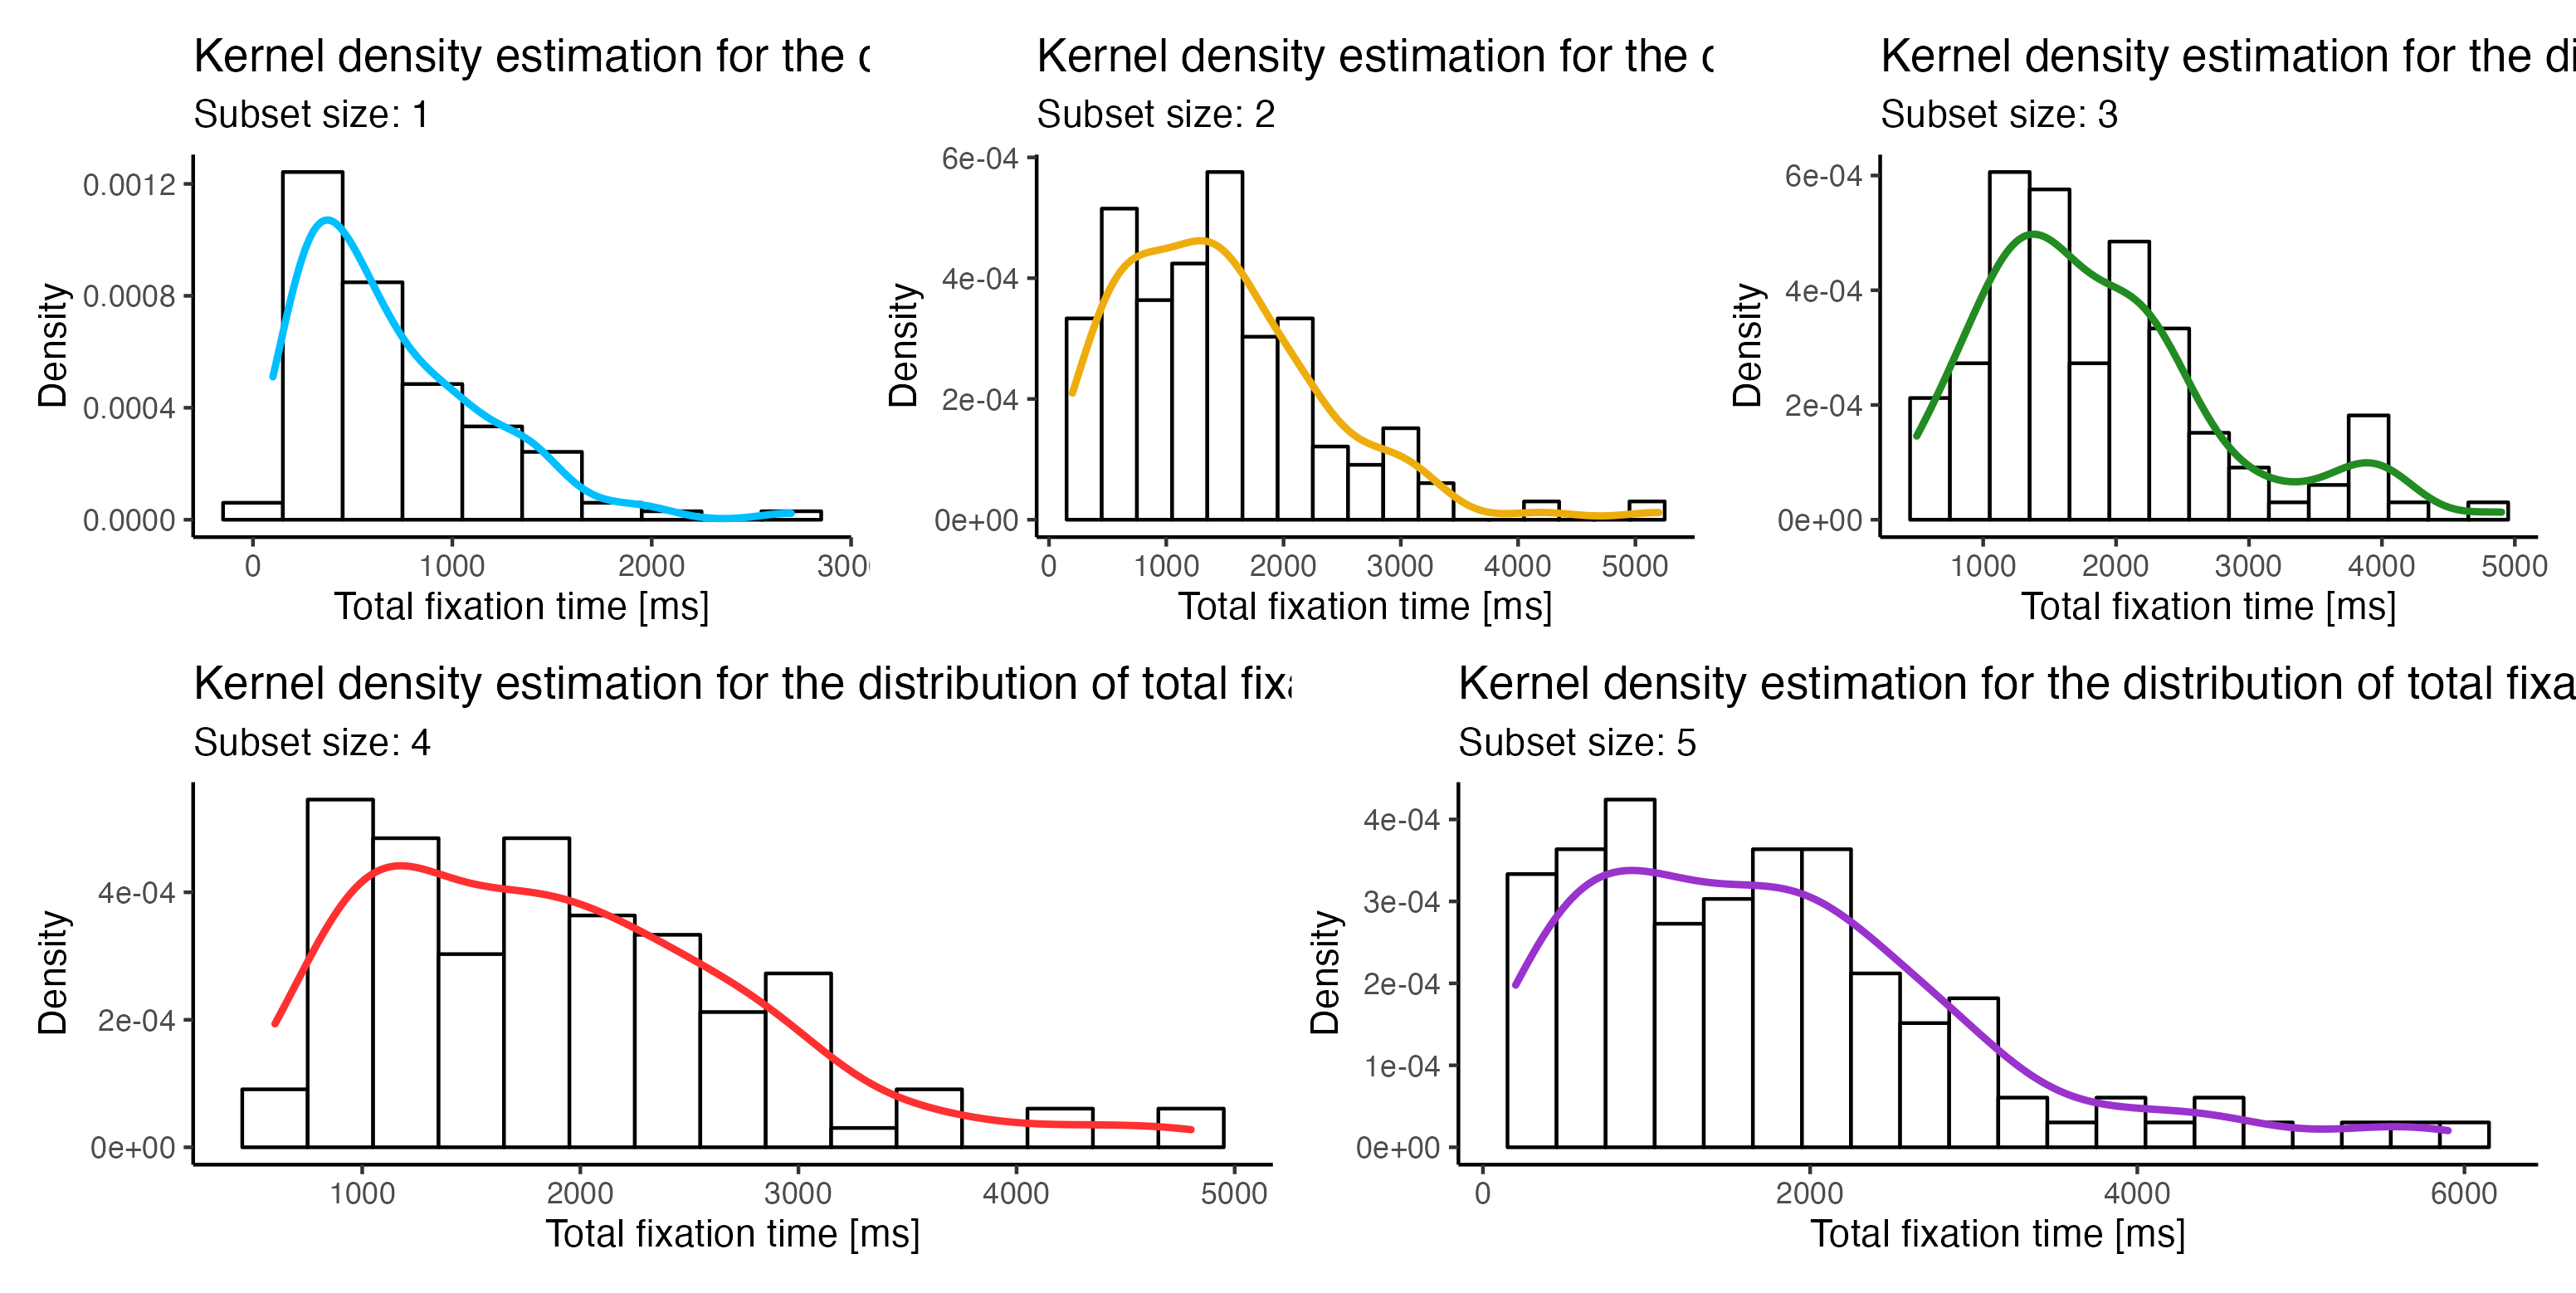 Kernel density estimation for the
Subset size: 1
Density
0.0012
0.0008
0.0004
0.0000
0 1000 2000
Total fixation time [ms]
Kernel density estimation for the
Subset size: 2
Density
6e-04
4e-04
2e-04
0e+00
0 1000 2000 3000 4000 5000
Total fixation time [ms]
Kernel density estimation for the di
Subset size: 3
Density
6e-04
4e-04
2e-04
0e+00
1000 2000 3000 4000 5000
Total fixation time [ms]
Kernel density estimation for the distribution of total fixa
Subset size: 4
Density
4e-04
2e-04
0e+00
1000 2000 3000 4000 5000
Total fixation time [ms]
Kernel density estimation for the distribution of total fixa
Subset size: 5
Density
4e-04
3e-04
2e-04
1e-04
0e+00
0 2000 4000 6000
Total fixation time [ms]